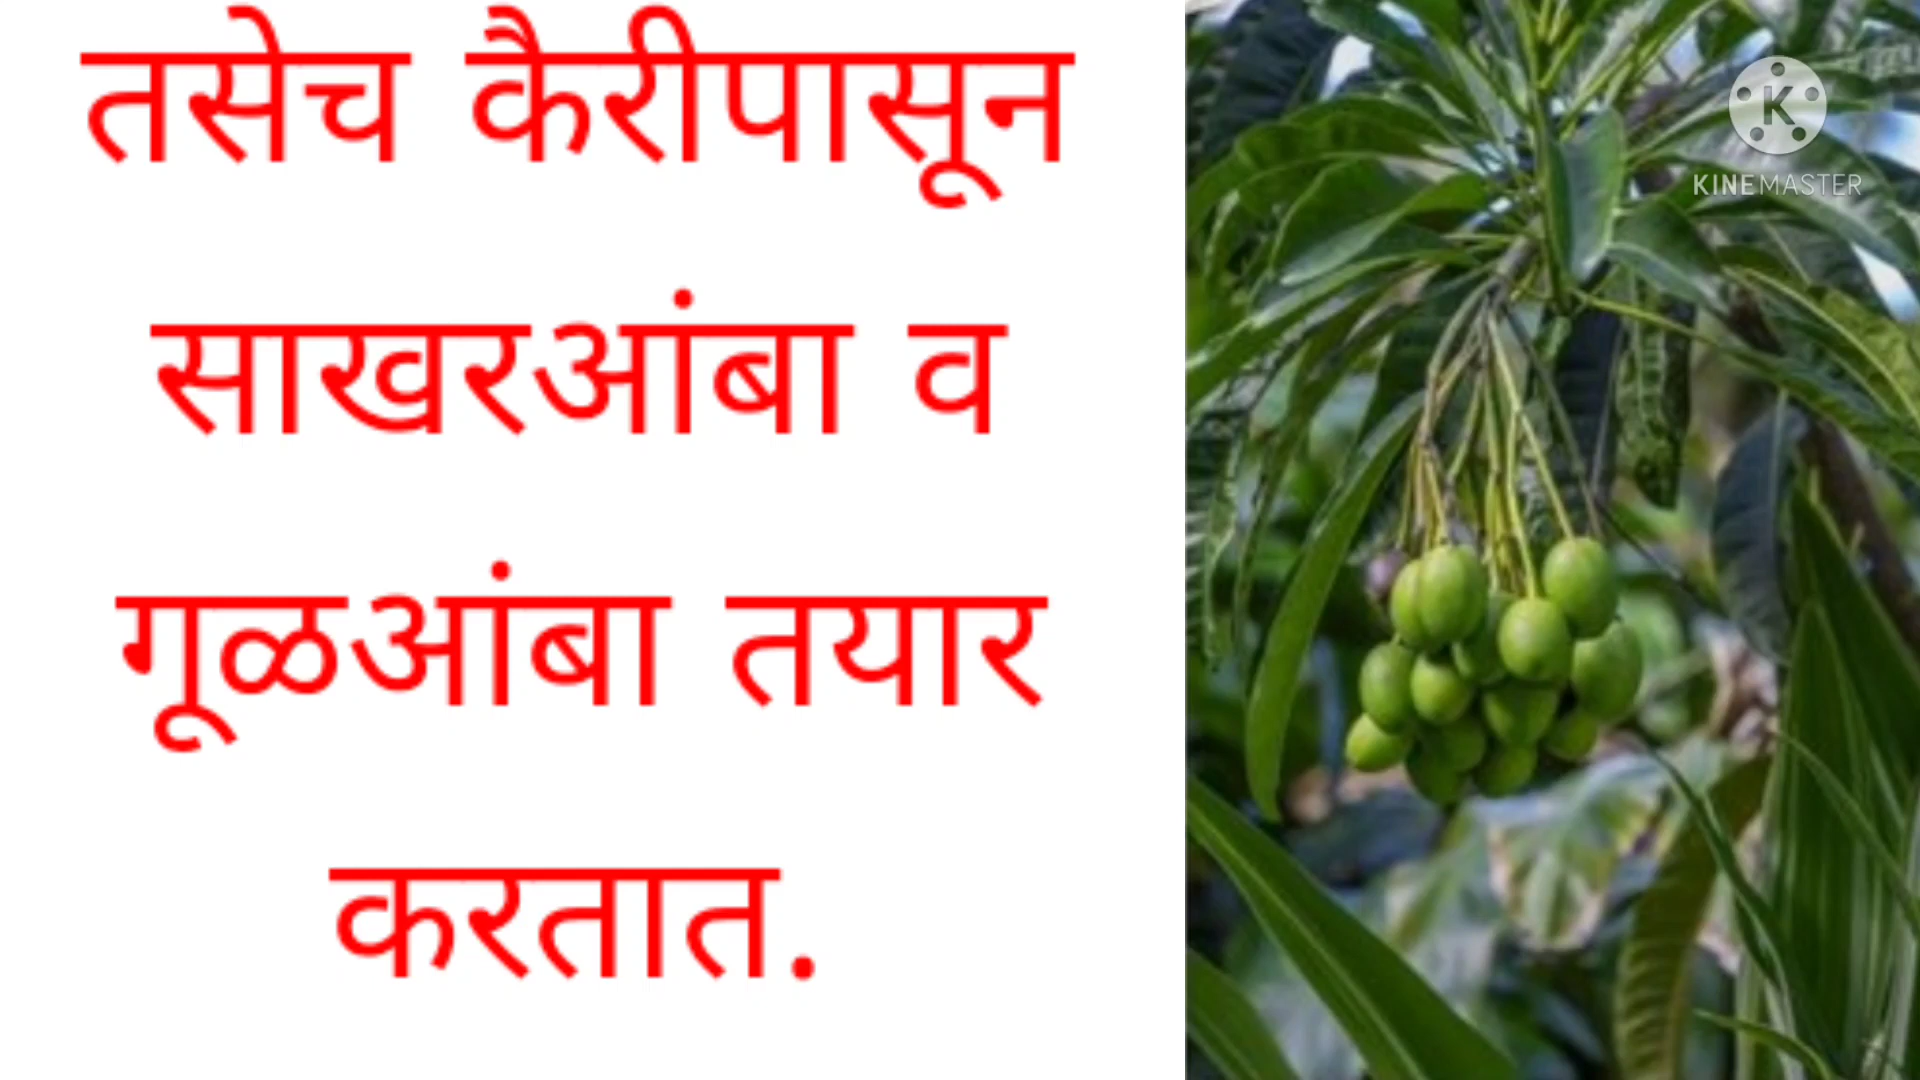 तसेच कैरीपासून
साखरआंबा व
गूळआंबा तयार
करतात.
K
KINEMASTER